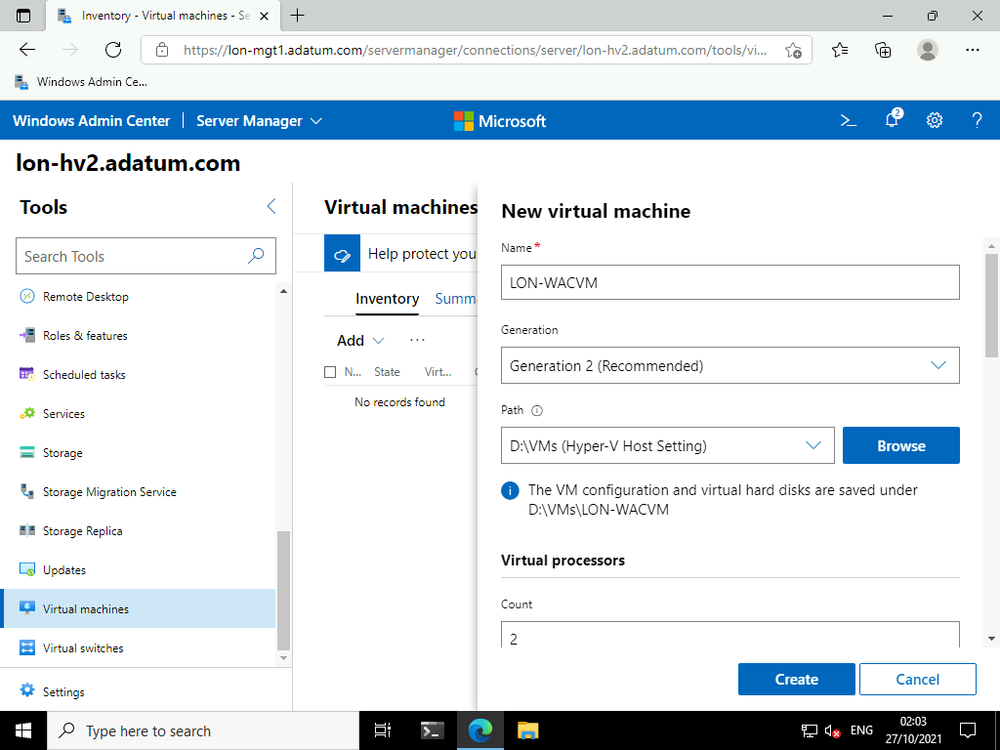 Inventory - Virtual machines - Se
https://lon-mgt1.adatum.com/servermanager/connections/server/lon-hv2.adatum.com/tools/vi...
Windows Admin Ce...
Windows Admin Center
Server Manager
Microsoft
2
lon-hv2.adatum.com
Tools
Search Tools
Remote Desktop
Roles & features
Scheduled tasks
Services
Storage
Storage Migration Service
Storage Replica
Updates
Virtual machines
Virtual switches
Settings
Virtual machines
Help protect you
Inventory Summ
Add
N... State Virt...
No records found
New virtual machine
Name *
LON-WACVM
Generation
Generation 2 (Recommended)
Path
D:\VMs (Hyper-V Host Setting)
Browse
The VM configuration and virtual hard disks are saved under
D:\VMs\LON-WACVM
Virtual processors
Count
2
Create
Cancel
Type here to search
ENG
02:03
27/10/2021